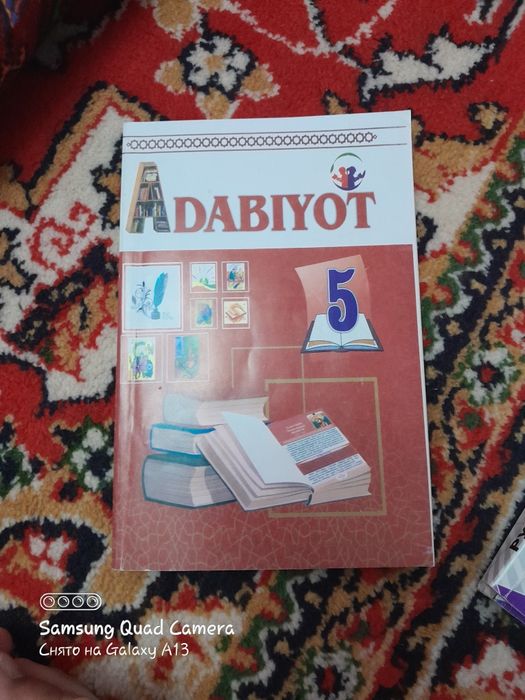 ADABIYOT
5
Samsung Quad Camera
Снято на Galaxy A13